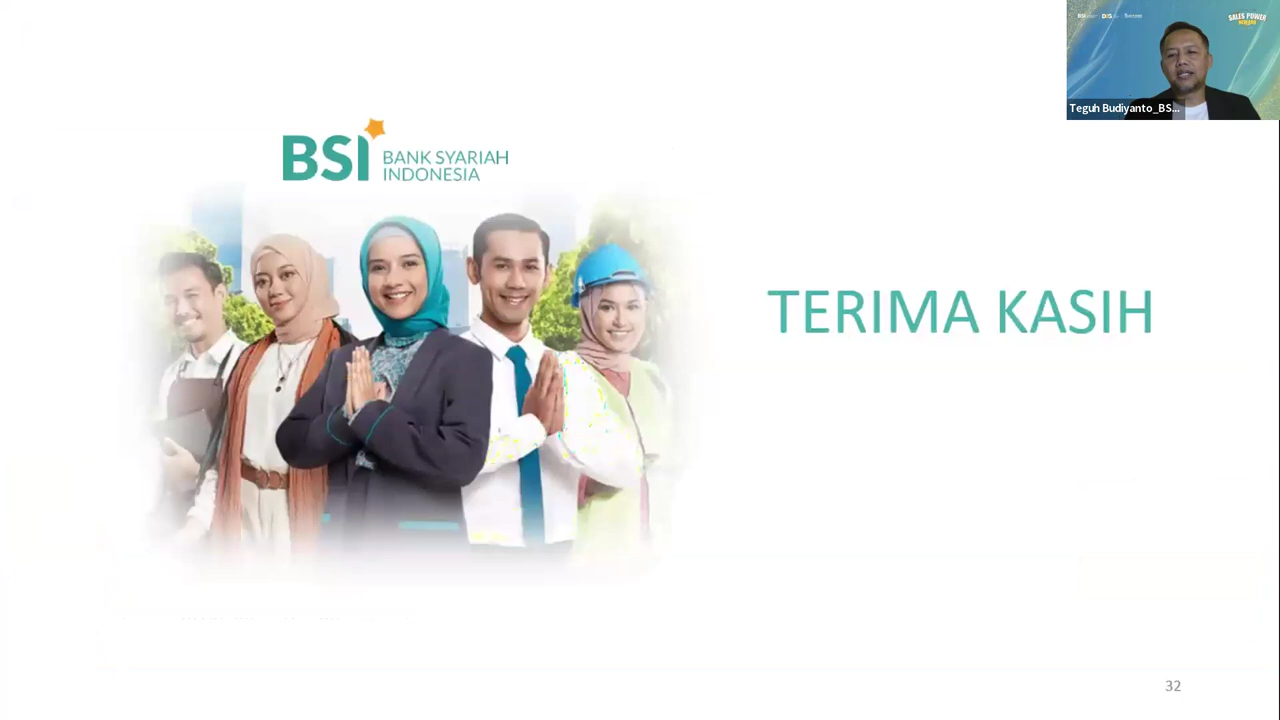 BSI
BANK SYARIAH
INDONESIA
TERIMA KASIH
SALES POWER
Teguh Budiyanto_BS...
32